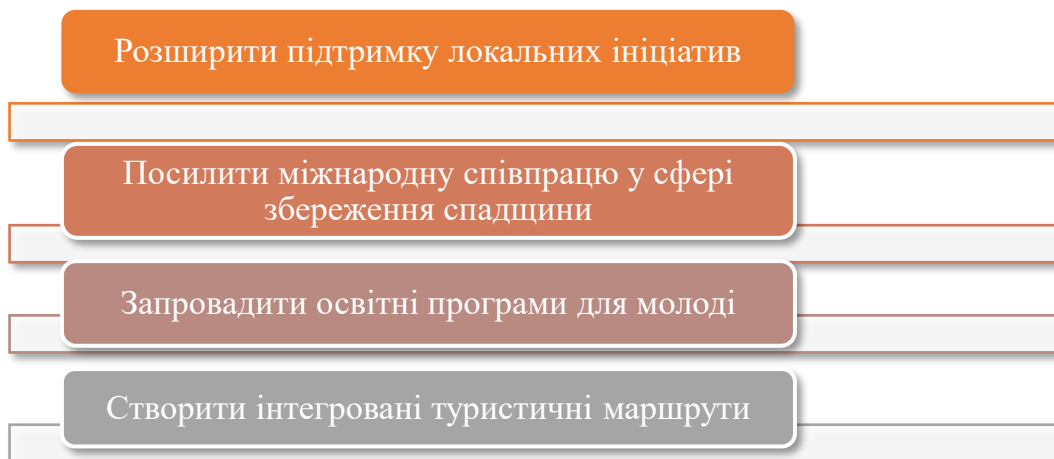 Розширити підтримку локальних ініціатив
Посилити міжнародну співпрацю у сфері
збереження спадщини
Запровадити освітні програми для молоді
Створити інтегровані туристичні маршрути